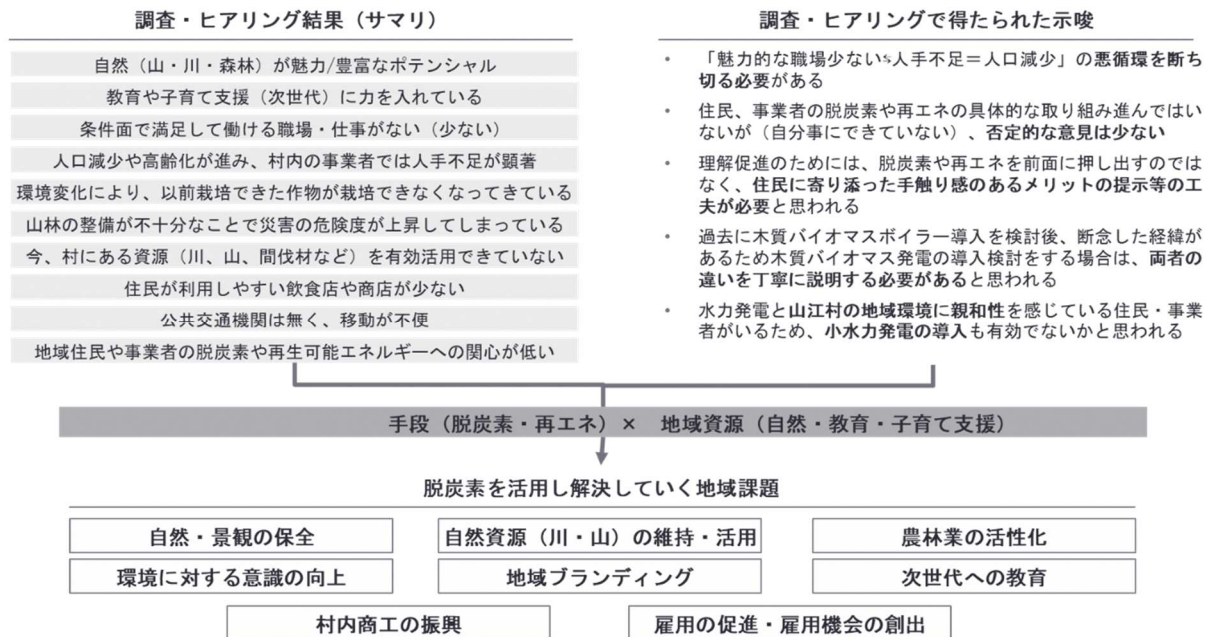 調査・ヒアリング結果（サマリ）
自然（山・川・森林）が魅力/豊富なポテンシャル
教育や子育て支援（次世代）に力を入れている
条件面で満足して働ける職場・仕事がない（少ない）
人口減少や高齢化が進み、村内の事業者では人手不足が顕著
環境変化により、以前栽培できた作物が栽培できなくなってきている
山林の整備が不十分なことで災害の危険度が上昇してしまっている
今、村にある資源（川、山、間伐材など）を有効活用できていない
住民が利用しやすい飲食店や商店が少ない
公共交通機関は無く、移動が不便
地域住民や事業者の脱炭素や再生可能エネルギーへの関心が低い
調査・ヒアリングで得たられた示唆
• 「魅力的な職場少ない≒人手不足＝人口減少」の悪循環を断ち
切る必要がある
• 住民、事業者の脱炭素や再エネの具体的な取り組み進んではい
ないが（自分事にできていない）、否定的な意見は少ない
• 理解促進のためには、脱炭素や再エネを前面に押し出すのでは
なく、住民に寄り添った手触り感のあるメリットの提示等の工
夫が必要と思われる
• 過去に木質バイオマスボイラー導入を検討後、断念した経緯が
あるため木質バイオマス発電の導入検討をする場合は、両者の
違いを丁寧に説明する必要があると思われる
• 水力発電と山江村の地域環境に親和性を感じている住民・事業
者がいるため、小水力発電の導入も有効でないかと思われる
手段（脱炭素・再エネ）× 地域資源（自然・教育・子育て支援）
脱炭素を活用し解決していく地域課題
自然・景観の保全
自然資源（川・山）の維持・活用
農林業の活性化
環境に対する意識の向上
地域ブランディング
次世代への教育
村内商工の振興
雇用の促進・雇用機会の創出